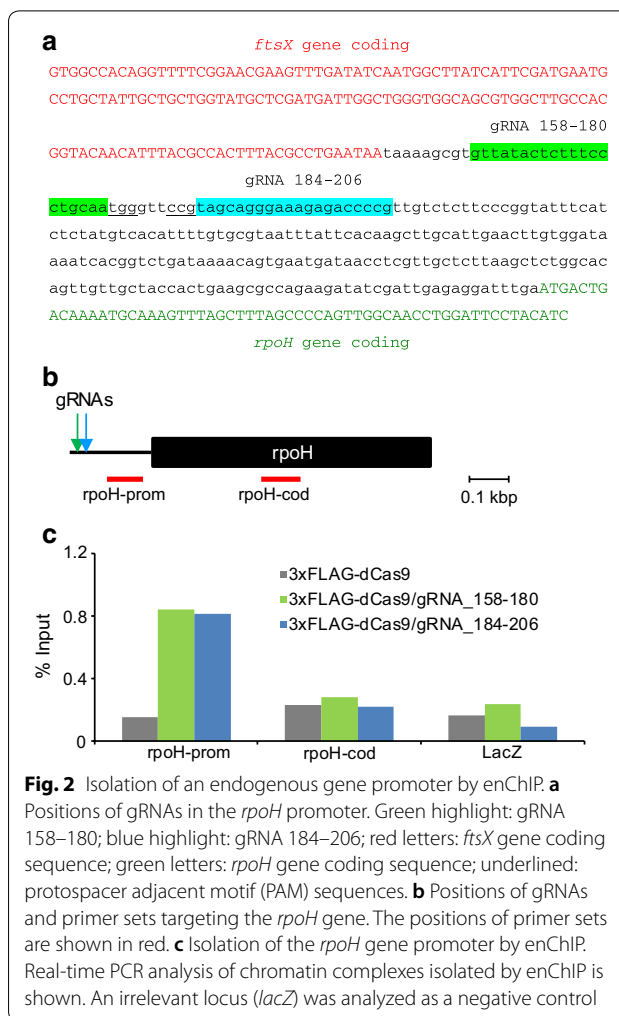 a
ftsX gene coding
GTGGCCACAGGTTTTCGGAACGAAGTTTGATATCAATGGCTTATCATTCGATGAATG
CCTGCTATTGCTGCTGGTATGCTCGATGATTGGCTGGGTGGCAGCGTGGCTTGCCAC
gRNA 158-180
GGTACAACATTTACGCCACTTTACGCCTGAATAAtaaaagcgtgttatactctttcc
gRNA 184-206
ctgcaatgggttccgtagcagggaaagagaccccgttgtctcttcccggtatttcat
ctctatgtcacattttgtgcgtaatttattcacaagcttgcattgaacttgtggata
aaatcacggtctgataaaacagtgaatgataacctcgttgctcttaagctctggcac
agttgttgctaccactgaagcgccagaagatatcgattgagaggatttgaATGACTG
ACAAAATGCAAAGTTTAGCTTTAGCCCCAGTTGGCAACCTGGATTCCTACATC
rpoH gene coding
b
gRNAs
rpoH
rpoH-prom
rpoH-cod
0.1 kbp
c
1.2
0.8
0.4
0
% Input
3xFLAG-dCas9
3xFLAG-dCas9/gRNA_158-180
3xFLAG-dCas9/gRNA_184-206
rpoH-prom
rpoH-cod
LacZ
Fig. 2 Isolation of an endogenous gene promoter by enChIP. a
Positions of gRNAs in the rpoH promoter. Green highlight: gRNA
158–180; blue highlight: gRNA 184–206; red letters: ftsX gene coding
sequence; green letters: rpoH gene coding sequence; underlined:
protospacer adjacent motif (PAM) sequences. b Positions of gRNAs
and primer sets targeting the rpoH gene. The positions of primer sets
are shown in red. c Isolation of the rpoH gene promoter by enChIP.
Real-time PCR analysis of chromatin complexes isolated by enChIP is
shown. An irrelevant locus (lacZ) was analyzed as a negative control